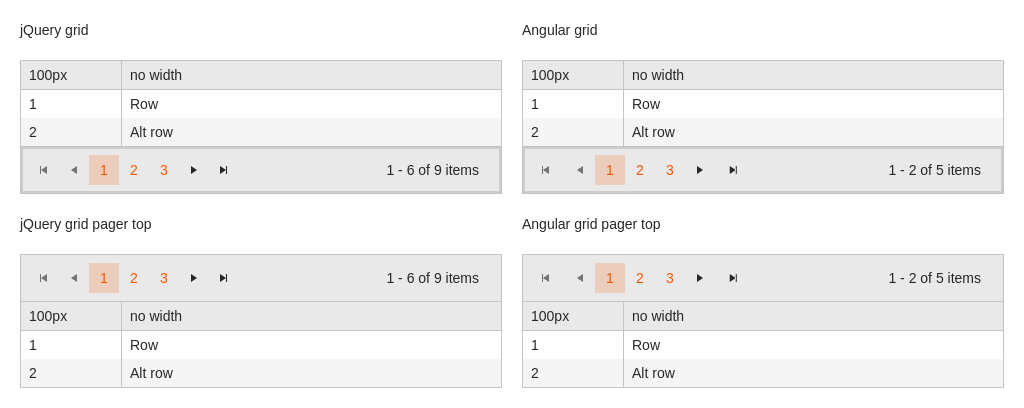 jQuery grid
100px no width
1 Row
2 Alt row
1 2 3 1 - 6 of 9 items
Angular grid
100px no width
1 Row
2 Alt row
1 2 3 1 - 2 of 5 items
jQuery grid pager top
1 2 3 1 - 6 of 9 items
100px no width
1 Row
2 Alt row
Angular grid pager top
1 2 3 1 - 2 of 5 items
100px no width
1 Row
2 Alt row